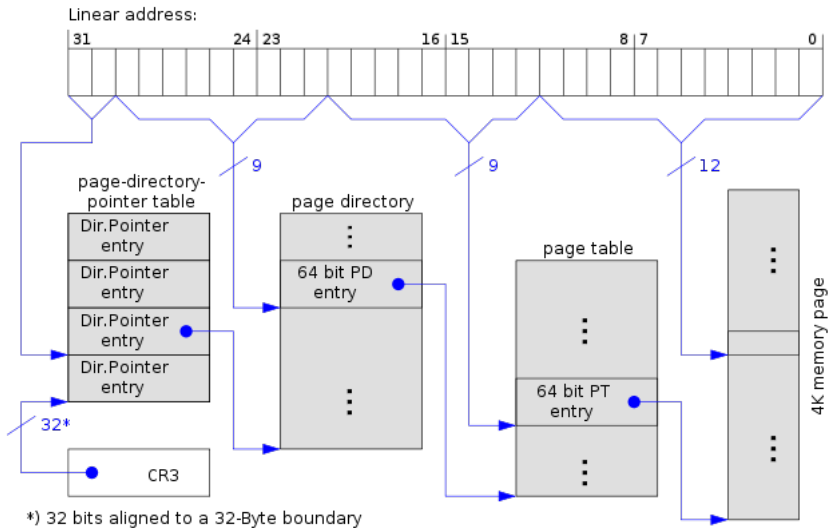 Linear address:
31 24 23 16 15 8 7 0
9 9 12
page-directory-
pointer table
page directory
page table
Dir.Pointer
entry
Dir.Pointer
entry
Dir.Pointer
entry
Dir.Pointer
entry
64 bit PD
entry
64 bit PT
entry
4K memory page
32*
CR3
*) 32 bits aligned to a 32-Byte boundary